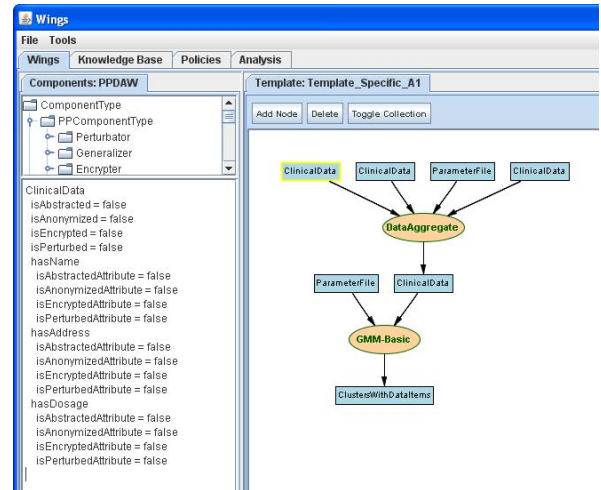 Wings
File Tools
Wings Knowledge Base Policies Analysis
Components: PPDAW
ComponentType
PPComponentType
Perturbator
Generalizer
Encrypter
ClinicalData
isAbstracted = false
isAnonymized = false
isEncrypted = false
isPerturbed = false
hasName
isAbstractedAttribute = false
isAnonymizedAttribute = false
isEncryptedAttribute = false
isPerturbedAttribute = false
hasAddress
isAbstractedAttribute = false
isAnonymizedAttribute = false
isEncryptedAttribute = false
isPerturbedAttribute = false
hasDosage
isAbstractedAttribute = false
isAnonymizedAttribute = false
isEncryptedAttribute = false
isPerturbedAttribute = false
Template: Template_Specific_A1
Add Node Delete Toggle Collection
ClinicalData ClinicalData ParameterFile ClinicalData
DataAggregate
ParameterFile ClinicalData
GMM-Basic
ClustersWithDataItems